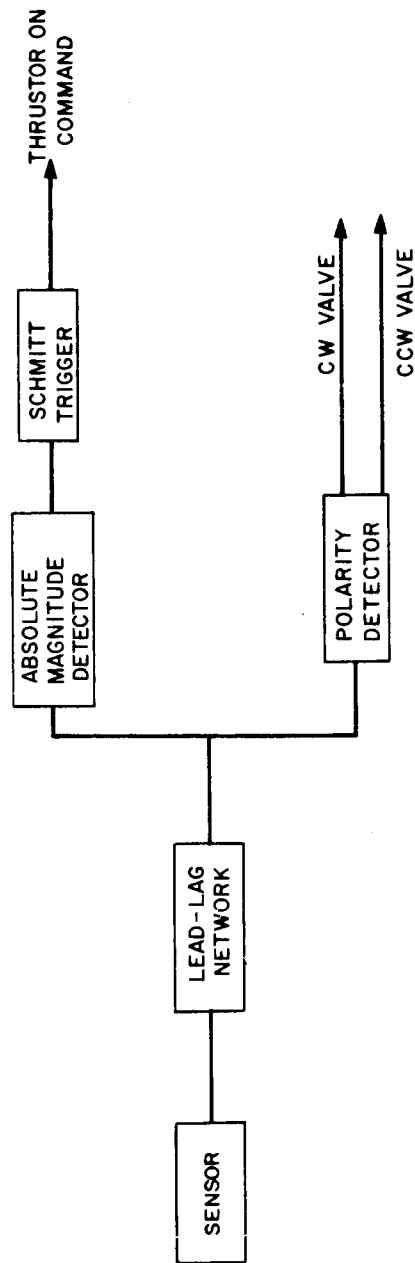 SENSOR
LEAD-LAG
NETWORK
ABSOLUTE
MAGNITUDE
DETECTOR
SCHMITT
TRIGGER
THRUSTOR ON
COMMAND
POLARITY
DETECTOR
CW VALVE
CCW VALVE